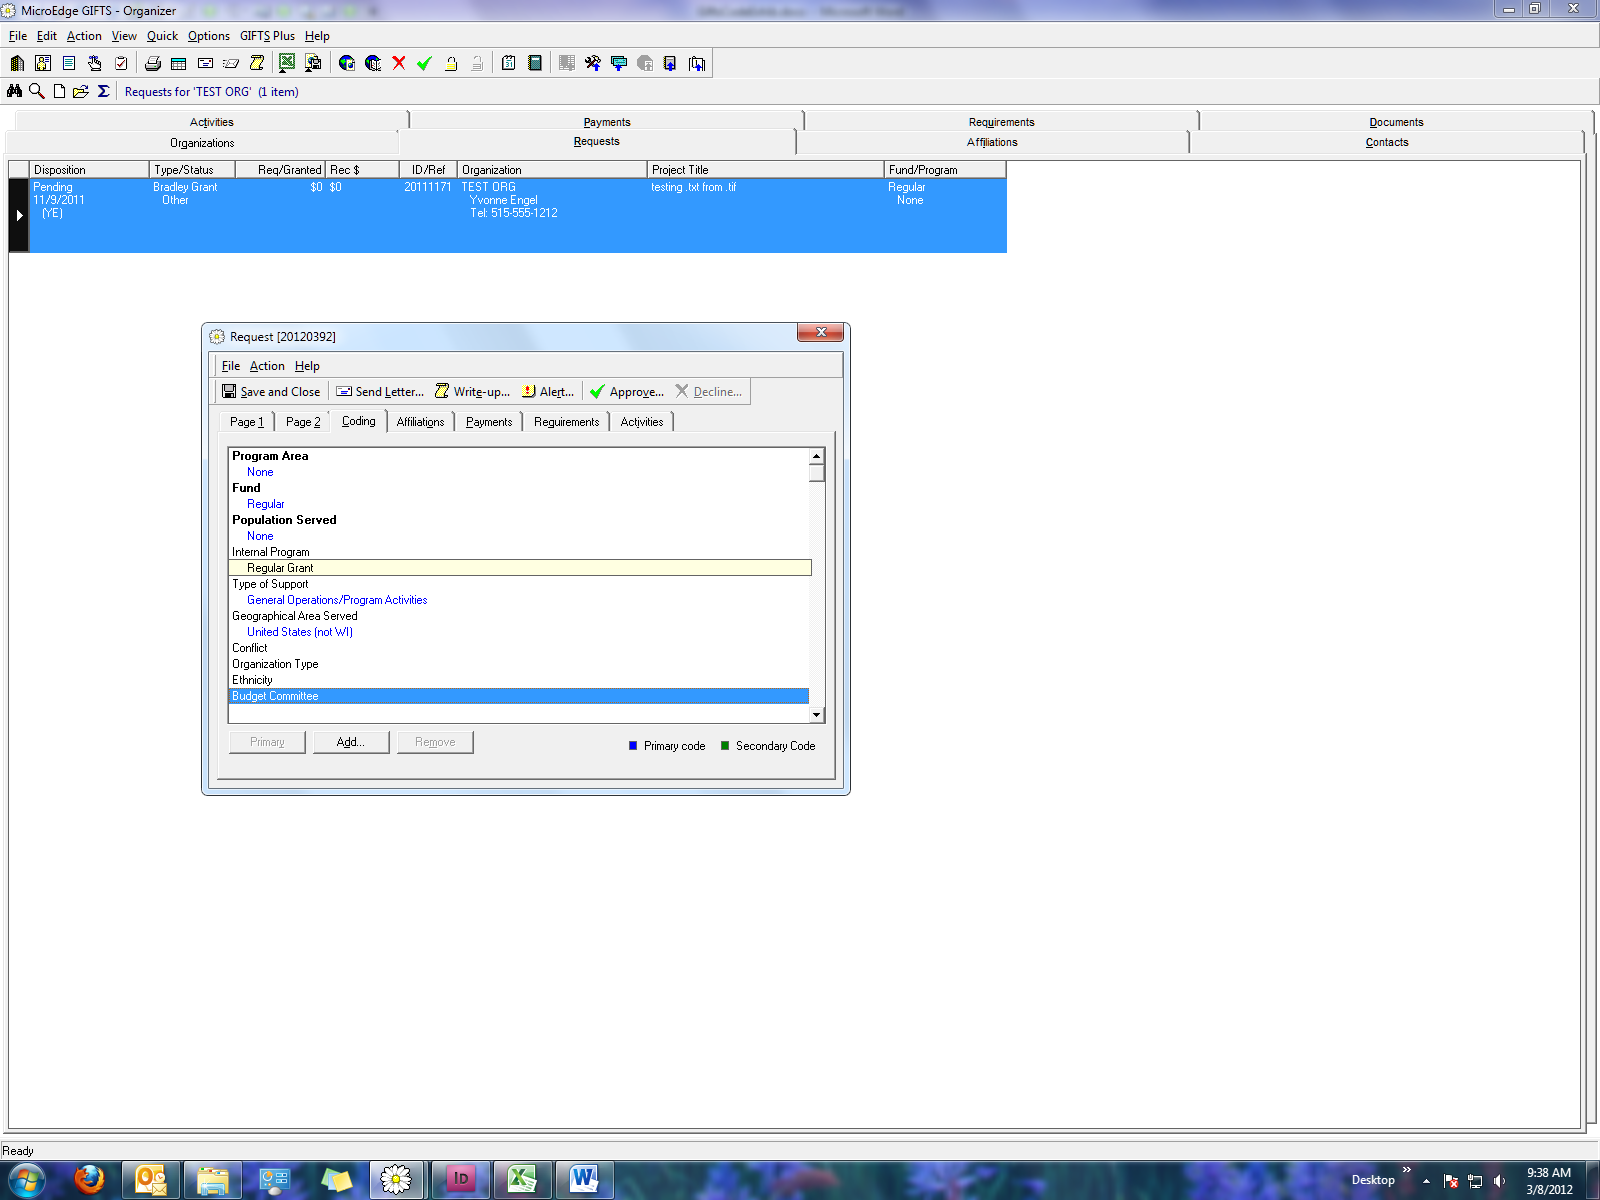 MicroEdge GIFTS - Organizer
File Edit Action View Quick Options GIFTS Plus Help
Requests for 'TEST ORG' (1 item)
Activities Payments Requirements Documents
Organizations Requests Affiliations Contacts
Disposition Type/Status Req/Granted Rec $ ID/Ref Organization Project Title Fund/Program
Pending Bradley Grant $0 $0 20111171 TEST ORG testing .txt from .tif Regular
11/9/2011 Other Yvonne Engel None
(YE) Tel: 515-555-1212
Request [20120392]
File Action Help
Save and Close Send Letter... Write-up... Alert... Approve... Decline...
Page 1 Page 2 Coding Affiliations Payments Requirements Activities
Program Area
None
Fund
Regular
Population Served
None
Internal Program
Regular Grant
Type of Support
General Operations/Program Activities
Geographical Area Served
United States (not WI)
Conflict
Organization Type
Ethnicity
Budget Committee
Primary Add... Remove Primary code Secondary Code
Ready
Desktop 9:38 AM
3/8/2012